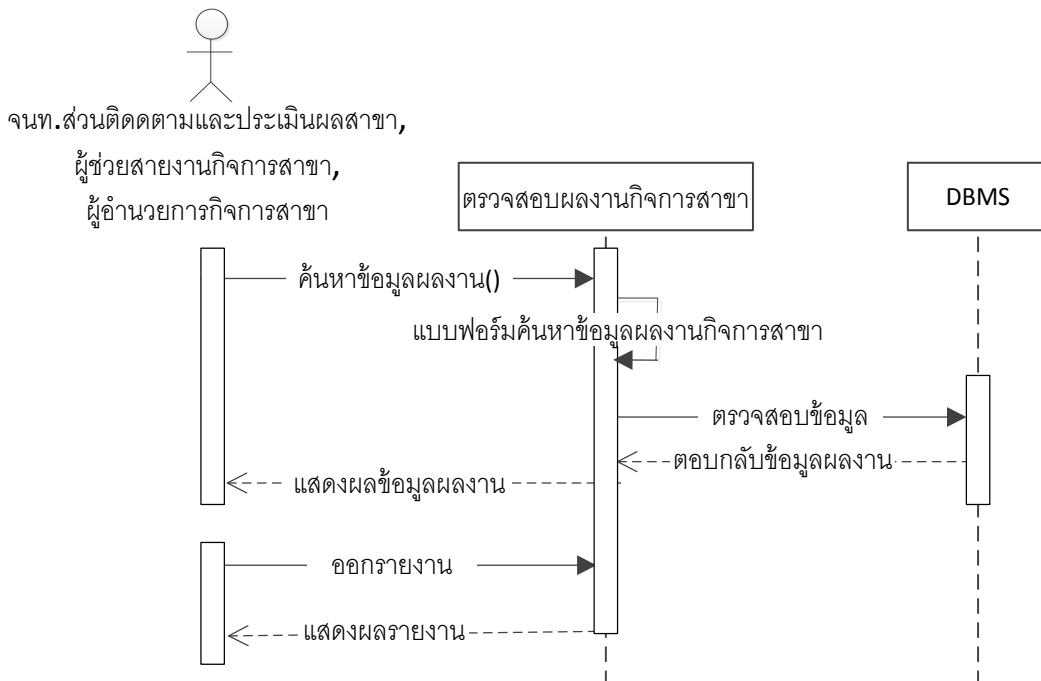 จนท.ส่วนติดดตามและประเมินผลสาขา,
ผู้ช่วยสายงานกิจการสาขา,
ผู้อำนวยการกิจการสาขา
ตรวจสอบผลงานกิจการสาขา
DBMS
ค้นหาข้อมูลผลงาน()
แบบฟอร์มค้นหาข้อมูลผลงานกิจการสาขา
ตรวจสอบข้อมูล
ตอบกลับข้อมูลผลงาน
แสดงผลข้อมูลผลงาน
ออกรายงาน
แสดงผลรายงาน